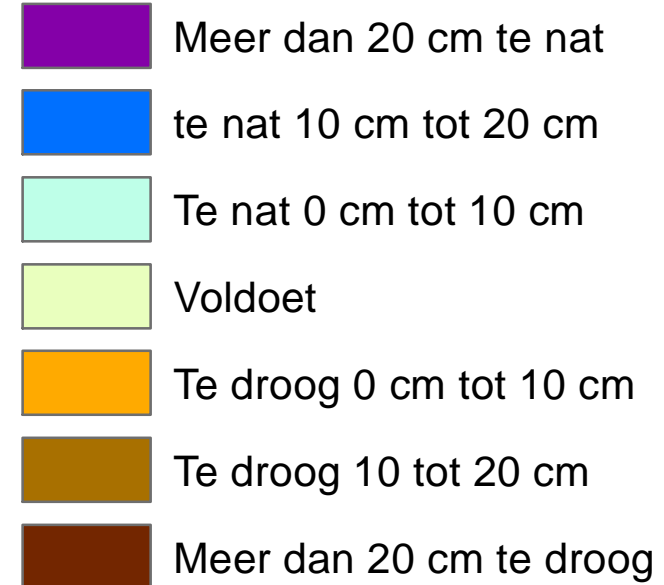 Meer dan 20 cm te nat
te nat 10 cm tot 20 cm
Te nat 0 cm tot 10 cm
Voldoet
Te droog 0 cm tot 10 cm
Te droog 10 tot 20 cm
Meer dan 20 cm te droog